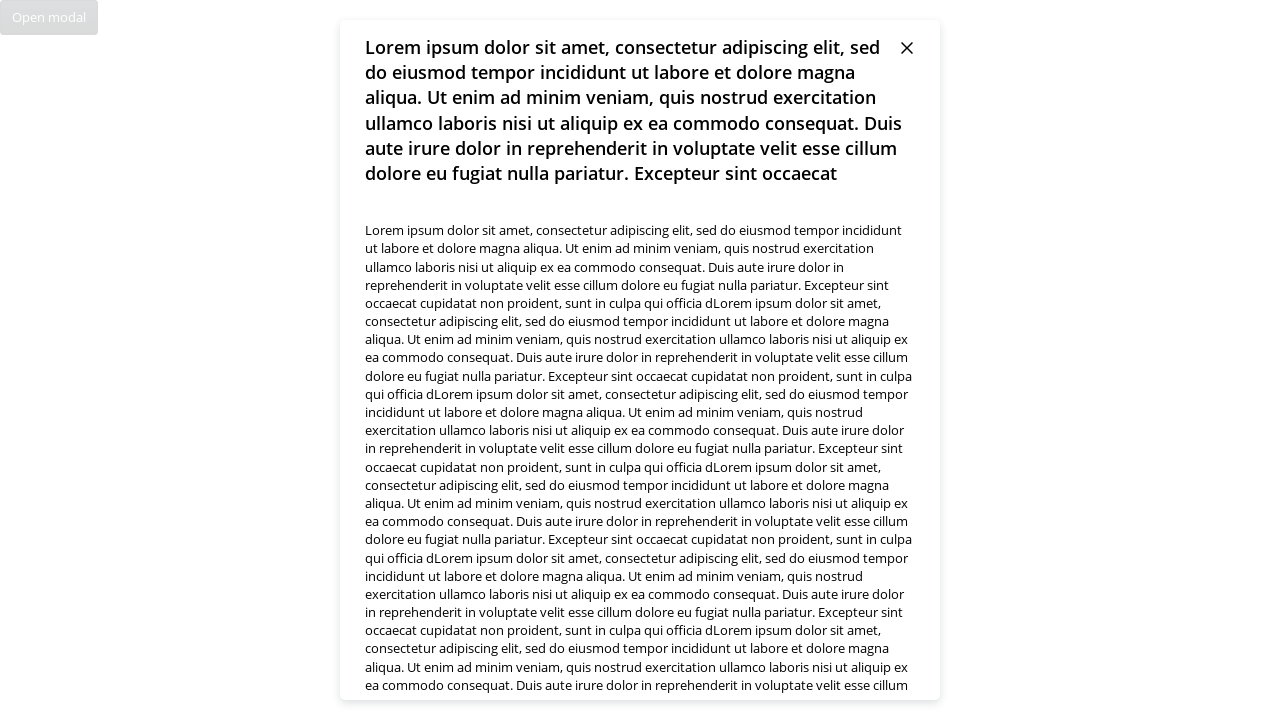 Open modal
Lorem ipsum dolor sit amet, consectetur adipiscing elit, sed
do eiusmod tempor incididunt ut labore et dolore magna
aliqua. Ut enim ad minim veniam, quis nostrud exercitation
ullamco laboris nisi ut aliquip ex ea commodo consequat. Duis
aute irure dolor in reprehenderit in voluptate velit esse cillum
dolore eu fugiat nulla pariatur. Excepteur sint occaecat
Lorem ipsum dolor sit amet, consectetur adipiscing elit, sed do eiusmod tempor incididunt
ut labore et dolore magna aliqua. Ut enim ad minim veniam, quis nostrud exercitation
ullamco laboris nisi ut aliquip ex ea commodo consequat. Duis aute irure dolor in
reprehenderit in voluptate velit esse cillum dolore eu fugiat nulla pariatur. Excepteur sint
occaecat cupidatat non proident, sunt in culpa qui officia dLorem ipsum dolor sit amet,
consectetur adipiscing elit, sed do eiusmod tempor incididunt ut labore et dolore magna
aliqua. Ut enim ad minim veniam, quis nostrud exercitation ullamco laboris nisi ut aliquip ex
ea commodo consequat. Duis aute irure dolor in reprehenderit in voluptate velit esse cillum
dolore eu fugiat nulla pariatur. Excepteur sint occaecat cupidatat non proident, sunt in culpa
qui officia dLorem ipsum dolor sit amet, consectetur adipiscing elit, sed do eiusmod tempor
incididunt ut labore et dolore magna aliqua. Ut enim ad minim veniam, quis nostrud
exercitation ullamco laboris nisi ut aliquip ex ea commodo consequat. Duis aute irure dolor
in reprehenderit in voluptate velit esse cillum dolore eu fugiat nulla pariatur. Excepteur sint
occaecat cupidatat non proident, sunt in culpa qui officia dLorem ipsum dolor sit amet,
consectetur adipiscing elit, sed do eiusmod tempor incididunt ut labore et dolore magna
aliqua. Ut enim ad minim veniam, quis nostrud exercitation ullamco laboris nisi ut aliquip ex
ea commodo consequat. Duis aute irure dolor in reprehenderit in voluptate velit esse cillum
dolore eu fugiat nulla pariatur. Excepteur sint occaecat cupidatat non proident, sunt in culpa
qui officia dLorem ipsum dolor sit amet, consectetur adipiscing elit, sed do eiusmod tempor
incididunt ut labore et dolore magna aliqua. Ut enim ad minim veniam, quis nostrud
exercitation ullamco laboris nisi ut aliquip ex ea commodo consequat. Duis aute irure dolor
in reprehenderit in voluptate velit esse cillum dolore eu fugiat nulla pariatur. Excepteur sint
occaecat cupidatat non proident, sunt in culpa qui officia dLorem ipsum dolor sit amet,
consectetur adipiscing elit, sed do eiusmod tempor incididunt ut labore et dolore magna
aliqua. Ut enim ad minim veniam, quis nostrud exercitation ullamco laboris nisi ut aliquip ex
ea commodo consequat. Duis aute irure dolor in reprehenderit in voluptate velit esse cillum